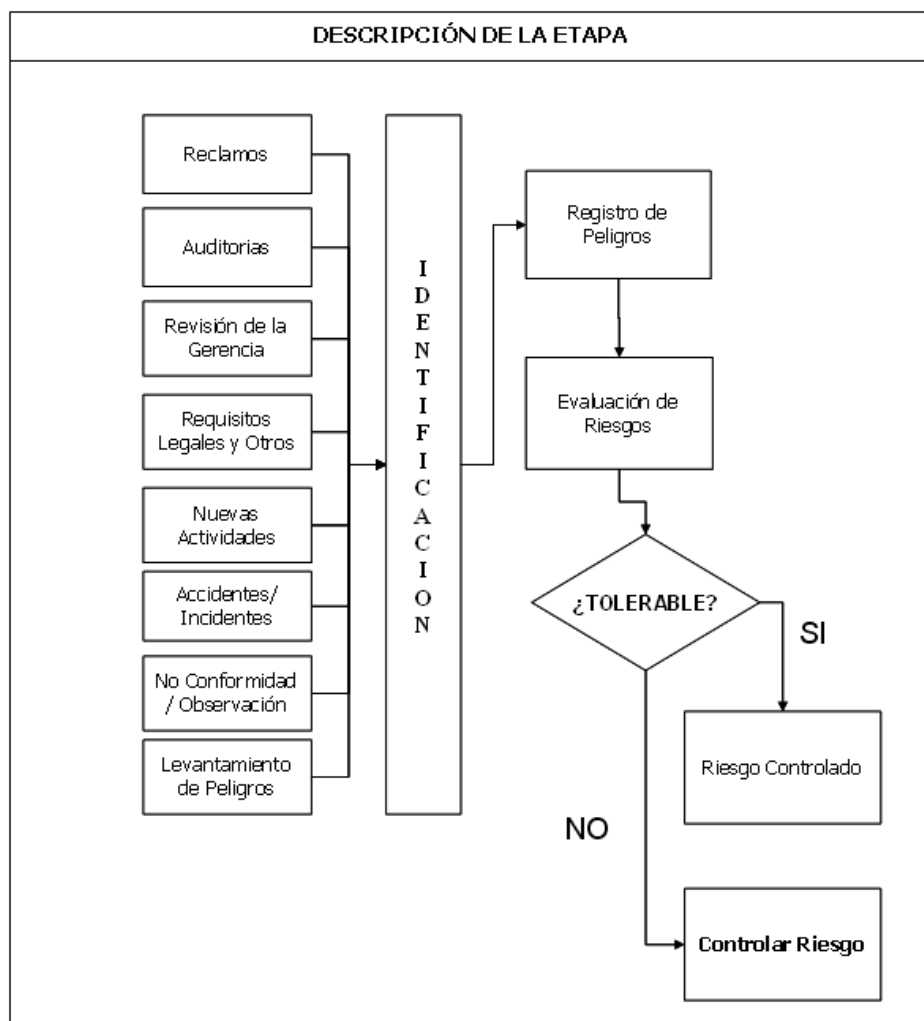 DESCRIPCIÓN DE LA ETAPA
Reclamos
Auditorias
Revisión de la
Gerencia
Requisitos
Legales y Otros
Nuevas
Actividades
Accidentes/
Incidentes
No Conformidad
/ Observación
Levantamiento
de Peligros
IDENTIFICACION
Registro de
Peligros
Evaluación de
Riesgos
¿TOLERABLE?
SI
Riesgo Controlado
NO
Controlar Riesgo